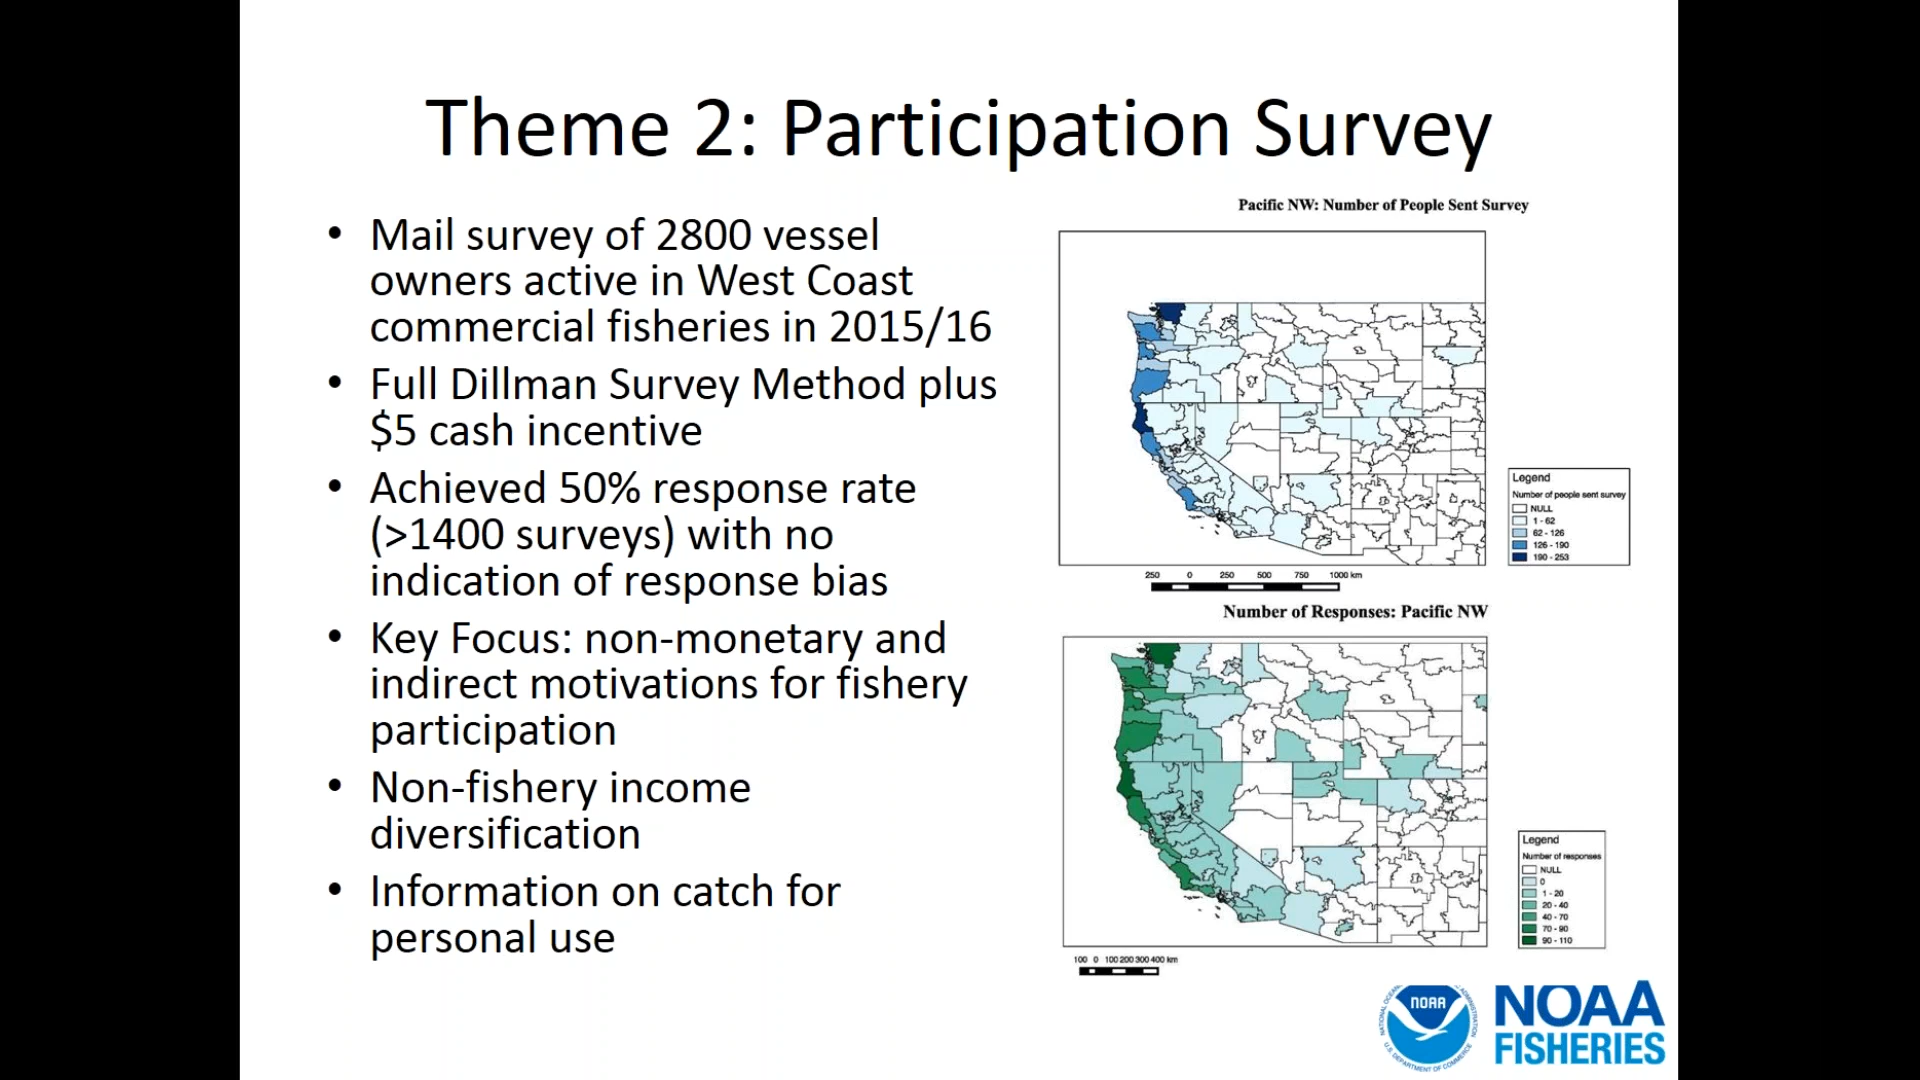 Theme 2: Participation Survey
• Mail survey of 2800 vessel
owners active in West Coast
commercial fisheries in 2015/16
• Full Dillman Survey Method plus
$5 cash incentive
• Achieved 50% response rate
(>1400 surveys) with no
indication of response bias
• Key Focus: non-monetary and
indirect motivations for fishery
participation
• Non-fishery income
diversification
• Information on catch for
personal use
Pacific NW: Number of People Sent Survey
Legend
Number of people sent survey
NULL
1 - 62
62 - 126
126 - 190
190 - 253
250 0 250 500 750 1000 km
Number of Responses: Pacific NW
Legend
Number of responses
NULL
0
1 - 20
20 - 40
40 - 70
70 - 90
90 - 110
100 0 100 200 300 400 km
NOAA
U.S. DEPARTMENT OF COMMERCE
NOAA
FISHERIES